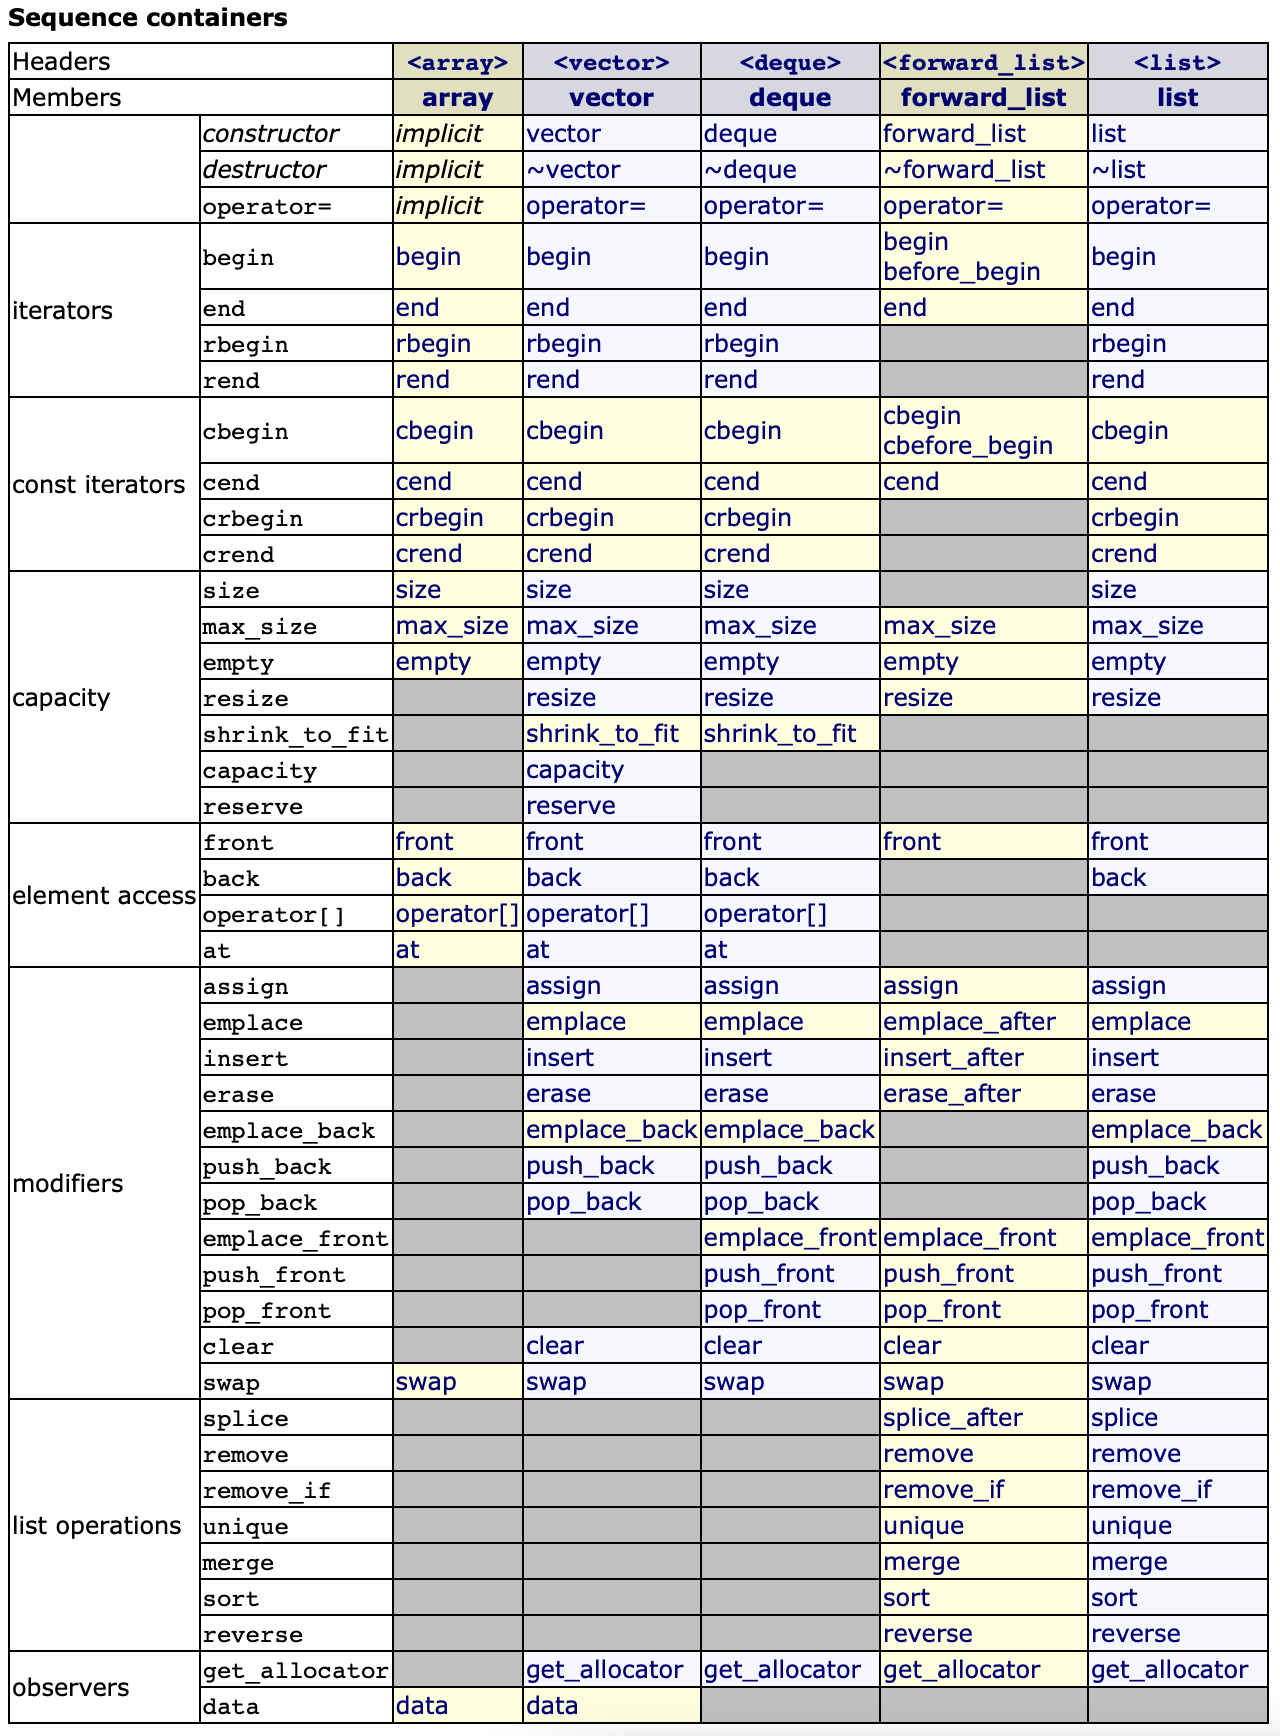 Sequence containers
Headers <array> <vector> <deque> <forward_list> <list>
Members array vector deque forward_list list
constructor implicit vector deque forward_list list
destructor implicit ~vector ~deque ~forward_list ~list
operator= implicit operator= operator= operator= operator=
iterators
begin begin begin begin begin before_begin begin
end end end end end end
rbegin rbegin rbegin rbegin rbegin
rend rend rend rend rend
const iterators
cbegin cbegin cbegin cbegin cbegin cbefore_begin cbegin
cend cend cend cend cend cend
crbegin crbegin crbegin crbegin crbegin
crend crend crend crend crend
capacity
size size size size size
max_size max_size max_size max_size max_size max_size
empty empty empty empty empty empty
resize resize resize resize resize
shrink_to_fit shrink_to_fit shrink_to_fit
capacity capacity
reserve reserve
element access
front front front front front front
back back back back back
operator[] operator[] operator[] operator[]
at at at at
modifiers
assign assign assign assign assign
emplace emplace emplace emplace_after emplace
insert insert insert insert_after insert
erase erase erase erase_after erase
emplace_back emplace_back emplace_back emplace_back
push_back push_back push_back push_back
pop_back pop_back pop_back pop_back
emplace_front emplace_front emplace_front emplace_front
push_front push_front push_front push_front
pop_front pop_front pop_front pop_front
clear clear clear clear clear
swap swap swap swap swap swap
list operations
splice splice_after splice
remove remove remove
remove_if remove_if remove_if
unique unique unique
merge merge merge
sort sort sort
reverse reverse reverse
observers
get_allocator get_allocator get_allocator get_allocator get_allocator
data data data